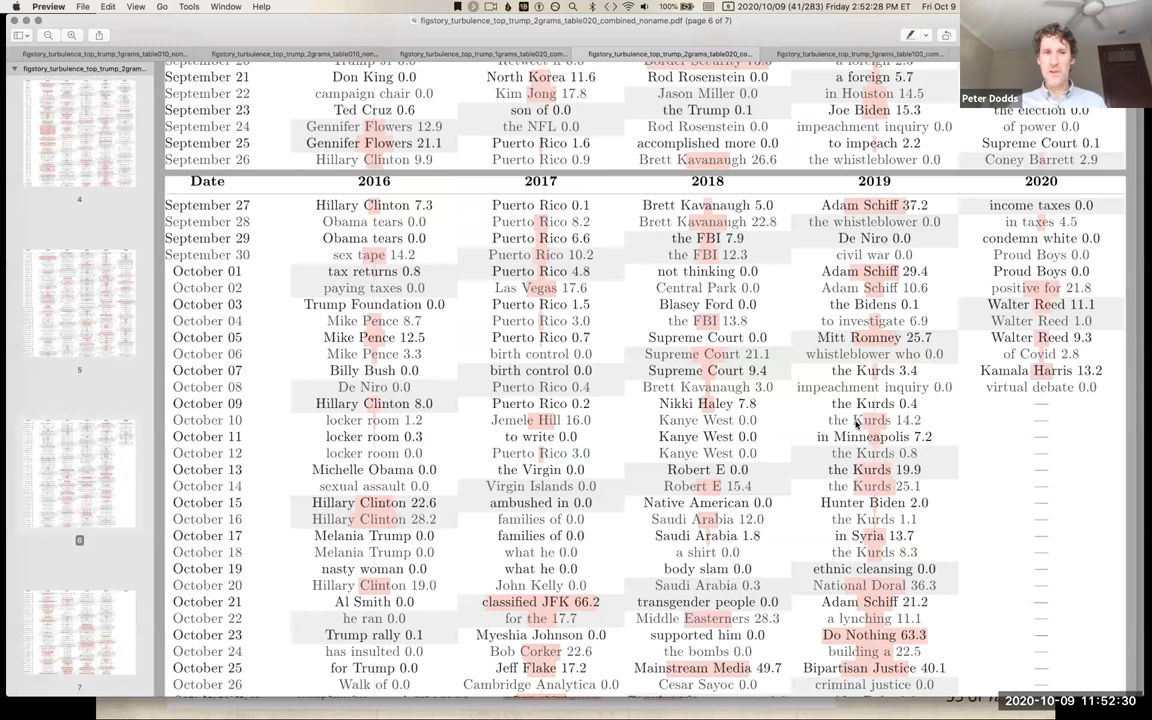 Preview File Edit View Go Tools Window Help 100% 2020/10/09 (41/283) Friday 2:52:28 PM ET Fri Oct 9
figstory_turbulence_top_trump_2grams_table020_combined_noname.pdf (page 6 of 7)
figstory_turbulence_top_trump_1grams_table010_non... figstory_turbulence_top_trump_2grams_table010_non... figstory_turbulence_top_trump_1grams_table020_com... figstory_turbulence_top_trump_2grams_table020_co... figstory_turbulence_top_trump_1grams_table100_com...
figstory_turbulence_top_trump_2gram...
4
5
6
7
Peter Dodds
September 21 Don King 0.0 North Korea 11.6 Rod Rosenstein 0.0 a foreign 5.7
September 22 campaign chair 0.0 Kim Jong 17.8 Jason Miller 0.0 in Houston 14.5
September 23 Ted Cruz 0.6 son of 0.0 the Trump 0.1 Joe Biden 15.3 the election 0.0
September 24 Gennifer Flowers 12.9 the NFL 0.0 Rod Rosenstein 0.0 impeachment inquiry 0.0 of power 0.0
September 25 Gennifer Flowers 21.1 Puerto Rico 1.6 accomplished more 0.0 to impeach 2.2 Supreme Court 0.1
September 26 Hillary Clinton 9.9 Puerto Rico 0.9 Brett Kavanaugh 26.6 the whistleblower 0.0 Coney Barrett 2.9
Date 2016 2017 2018 2019 2020
September 27 Hillary Clinton 7.3 Puerto Rico 0.1 Brett Kavanaugh 5.0 Adam Schiff 37.2 income taxes 0.0
September 28 Obama tears 0.0 Puerto Rico 8.2 Brett Kavanaugh 22.8 the whistleblower 0.0 in taxes 4.5
September 29 Obama tears 0.0 Puerto Rico 6.6 the FBI 7.9 De Niro 0.0 condemn white 0.0
September 30 sex tape 14.2 Puerto Rico 10.2 the FBI 12.3 civil war 0.0 Proud Boys 0.0
October 01 tax returns 0.8 Puerto Rico 4.8 not thinking 0.0 Adam Schiff 29.4 Proud Boys 0.0
October 02 paying taxes 0.0 Las Vegas 17.6 Central Park 0.0 Adam Schiff 10.6 positive for 21.8
October 03 Trump Foundation 0.0 Puerto Rico 1.5 Blasey Ford 0.0 the Bidens 0.1 Walter Reed 11.1
October 04 Mike Pence 8.7 Puerto Rico 3.0 the FBI 13.8 to investigate 6.9 Walter Reed 1.0
October 05 Mike Pence 12.5 Puerto Rico 0.7 Supreme Court 0.0 Mitt Romney 25.7 Walter Reed 9.3
October 06 Mike Pence 3.3 birth control 0.0 Supreme Court 21.1 whistleblower who 0.0 of Covid 2.8
October 07 Billy Bush 0.0 birth control 0.0 Supreme Court 9.4 the Kurds 3.4 Kamala Harris 13.2
October 08 De Niro 0.0 Puerto Rico 0.4 Brett Kavanaugh 3.0 impeachment inquiry 0.0 virtual debate 0.0
October 09 Hillary Clinton 8.0 Puerto Rico 0.2 Nikki Haley 7.8 the Kurds 0.4 —
October 10 locker room 1.2 Jemele Hill 16.0 Kanye West 0.0 the Kurds 14.2 —
October 11 locker room 0.3 to write 0.0 Kanye West 0.0 in Minneapolis 7.2 —
October 12 locker room 0.0 Puerto Rico 3.0 Kanye West 0.0 the Kurds 0.8 —
October 13 Michelle Obama 0.0 the Virgin 0.0 Robert E 0.0 the Kurds 19.9 —
October 14 sexual assault 0.0 Virgin Islands 0.0 Robert E 15.4 the Kurds 25.1 —
October 15 Hillary Clinton 22.6 ambushed in 0.0 Native American 0.0 Hunter Biden 2.0 —
October 16 Hillary Clinton 28.2 families of 0.0 Saudi Arabia 12.0 the Kurds 1.1 —
October 17 Melania Trump 0.0 families of 0.0 Saudi Arabia 1.8 in Syria 13.7 —
October 18 Melania Trump 0.0 what he 0.0 a shirt 0.0 the Kurds 8.3 —
October 19 nasty woman 0.0 what he 0.0 body slam 0.0 ethnic cleansing 0.0 —
October 20 Hillary Clinton 19.0 John Kelly 0.0 Saudi Arabia 0.3 National Doral 36.3 —
October 21 Al Smith 0.0 classified JFK 66.2 transgender people 0.0 Adam Schiff 21.2 —
October 22 he ran 0.0 for the 17.7 Middle Easterners 28.3 a lynching 11.1 —
October 23 Trump rally 0.1 Myeshia Johnson 0.0 supported him 0.0 Do Nothing 63.3 —
October 24 has insulted 0.0 Bob Corker 22.6 the bombs 0.0 building a 22.5 —
October 25 for Trump 0.0 Jeff Flake 17.2 Mainstream Media 49.7 Bipartisan Justice 40.1 —
October 26 Walk of 0.0 Cambridge Analytica 0.0 Cesar Sayoc 0.0 criminal justice 0.0 —
2020-10-09 11:52:30